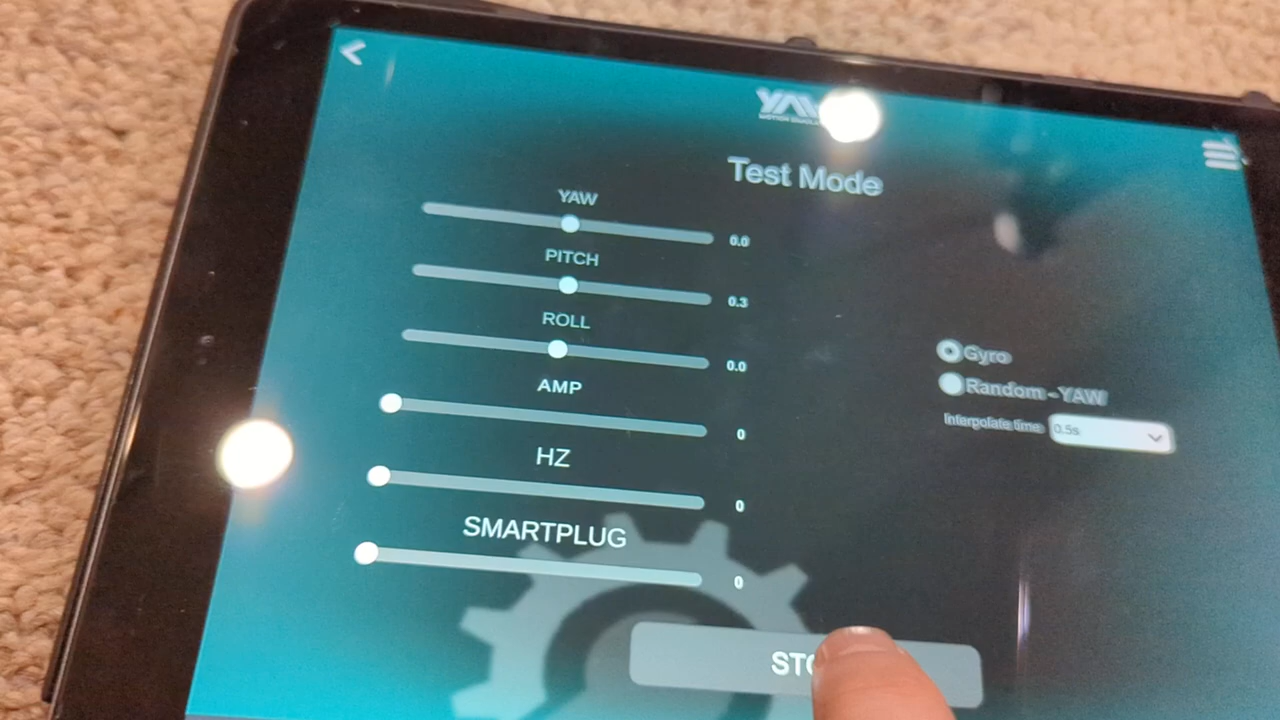 Test Mode
YAW
0.0
PITCH
0.3
ROLL
0.0
AMP
0
HZ
0
SMARTPLUG
0
Gyro
Random - YAW
Interpolate time
0.5s